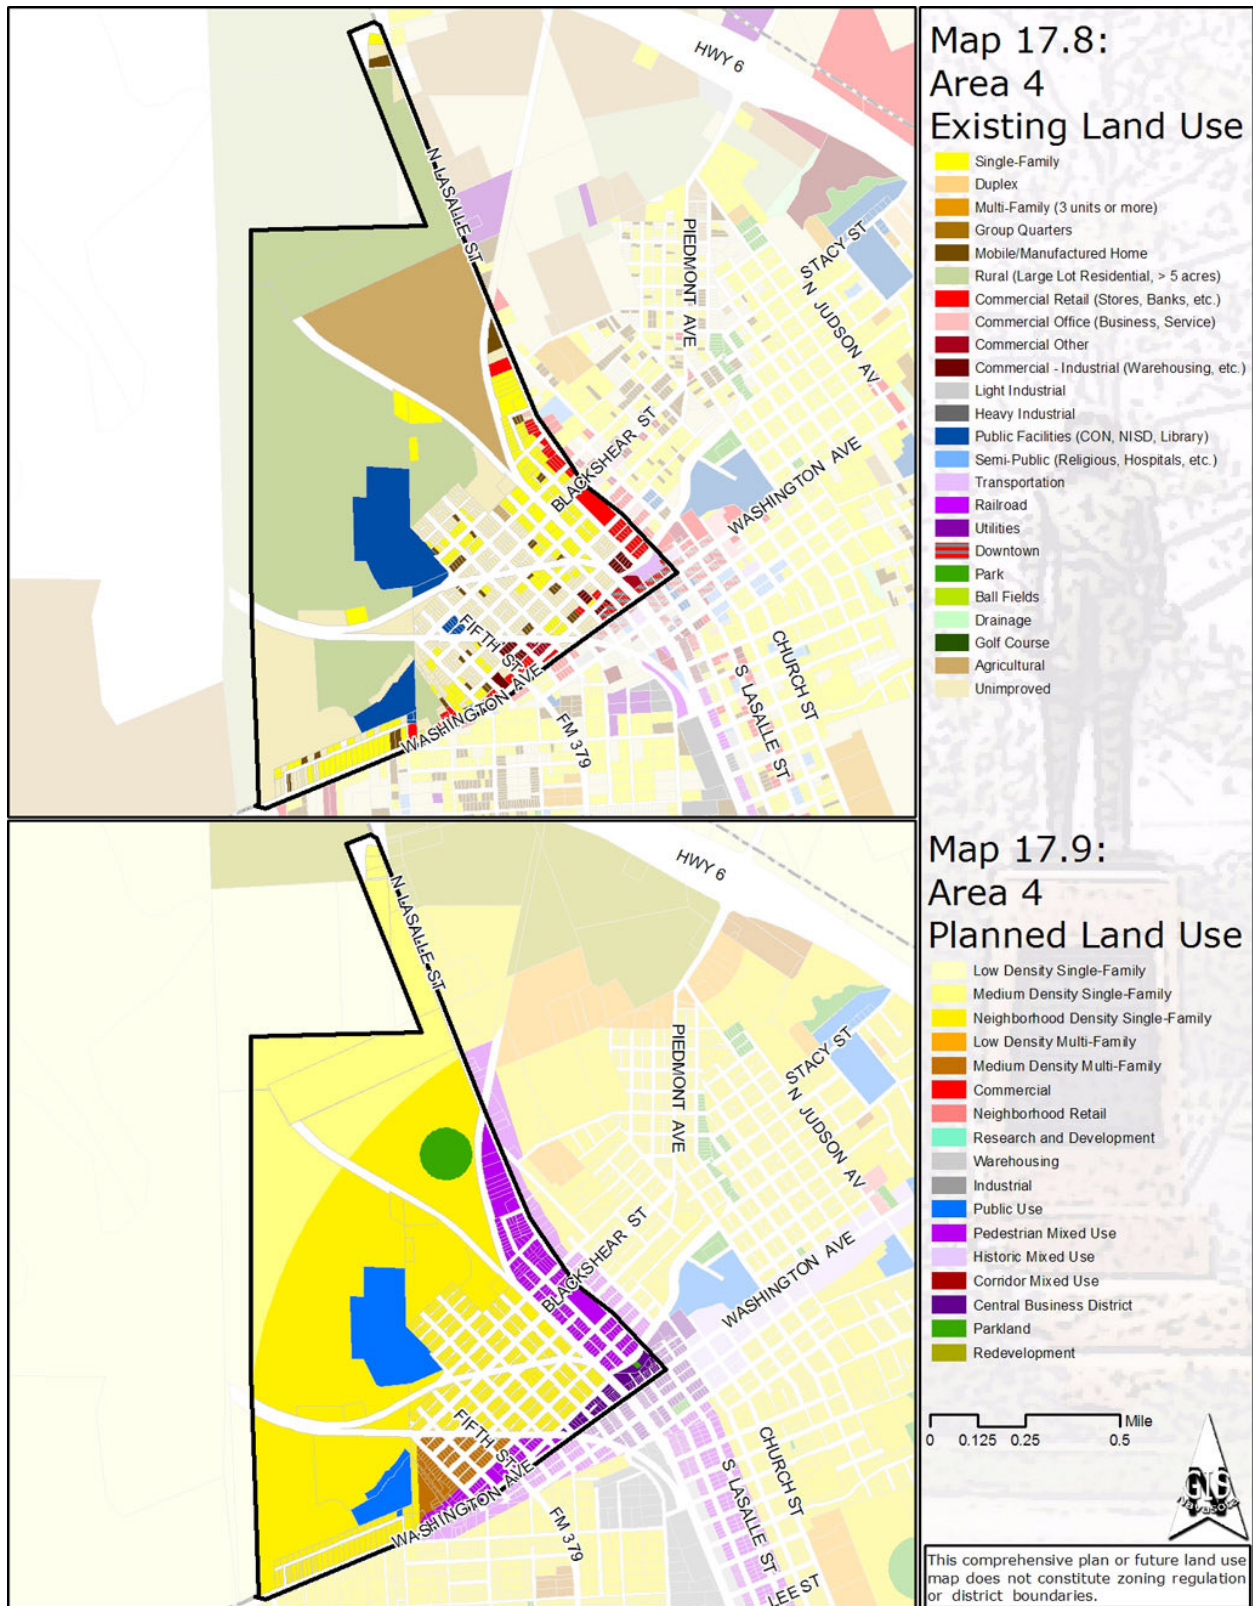 Map 17.8:
Area 4
Existing Land Use
Single-Family
Duplex
Multi-Family (3 units or more)
Group Quarters
Mobile/Manufactured Home
Rural (Large Lot Residential, > 5 acres)
Commercial Retail (Stores, Banks, etc.)
Commercial Office (Business, Service)
Commercial Other
Commercial - Industrial (Warehousing, etc.)
Light Industrial
Heavy Industrial
Public Facilities (CON, NISD, Library)
Semi-Public (Religious, Hospitals, etc.)
Transportation
Railroad
Utilities
Downtown
Park
Ball Fields
Drainage
Golf Course
Agricultural
Unimproved
HWY 6
N LASALLE ST
PIEDMONT AVE
STACY ST
N JUDSON AV
BLACKSHEAR ST
WASHINGTON AVE
FIFTH ST
WASHINGTON AVE
FM 379
S LASALLE ST
CHURCH ST
Map 17.9:
Area 4
Planned Land Use
Low Density Single-Family
Medium Density Single-Family
Neighborhood Density Single-Family
Low Density Multi-Family
Medium Density Multi-Family
Commercial
Neighborhood Retail
Research and Development
Warehousing
Industrial
Public Use
Pedestrian Mixed Use
Historic Mixed Use
Corridor Mixed Use
Central Business District
Parkland
Redevelopment
HWY 6
N LASALLE ST
PIEDMONT AVE
STACY ST
S N JUDSON AV
BLACKSHEAR ST
WASHINGTON AVE
FIFTH ST
WASHINGTON AVE
FM 379
S LASALLE ST
CHURCH ST
LEE ST
Mile
0 0.125 0.25 0.5
GIS
Navasota
This comprehensive plan or future land use
map does not constitute zoning regulation
or district boundaries.